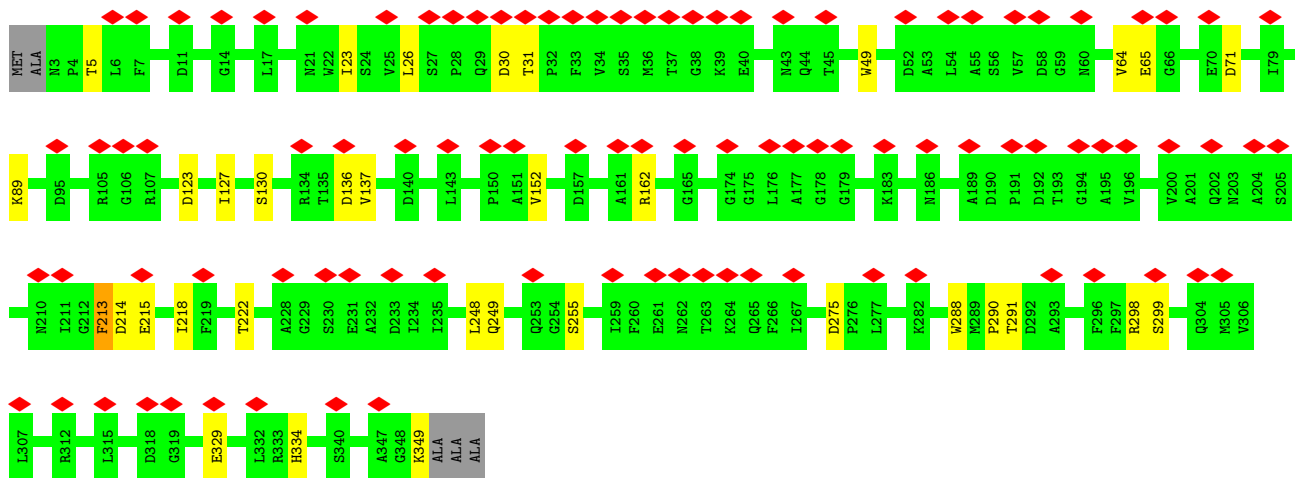 MET ALA N3 P4 T5 L6 F7 D11 G14 L17 N21 W22 I23 S24 V25 L26 S27 P28 Q29 D30 T31 P32 F33 V34 S35 M36 T37 G38 K39 E40 N43 Q44 T45 W49 D52 A53 L54 A55 S56 V57 D58 G59 N60 V64 E65 G66 E70 D71 I79
K89 D95 R105 G106 R107 D123 I127 S130 R134 T135 D136 V137 D140 L143 P150 A151 V152 D157 A161 R162 G165 G174 G175 L176 A177 G178 G179 K183 N186 A189 D190 P191 D192 T193 G194 A195 V196 V200 A201 Q202 N203 A204 S205
N210 I211 G212 F213 D214 E215 I218 F219 T222 A228 G229 S230 E231 A232 D233 I234 I235 L248 Q249 Q253 G254 S255 I259 F260 E261 N262 T263 K264 Q265 F266 I267 D275 P276 L277 K282 W288 M289 P290 T291 D292 A293 F296 F297 R298 S299 Q304 M305 V306
L307 R312 L315 D318 G319 E329 L332 R333 H334 S340 A347 G348 K349 ALA ALA ALA